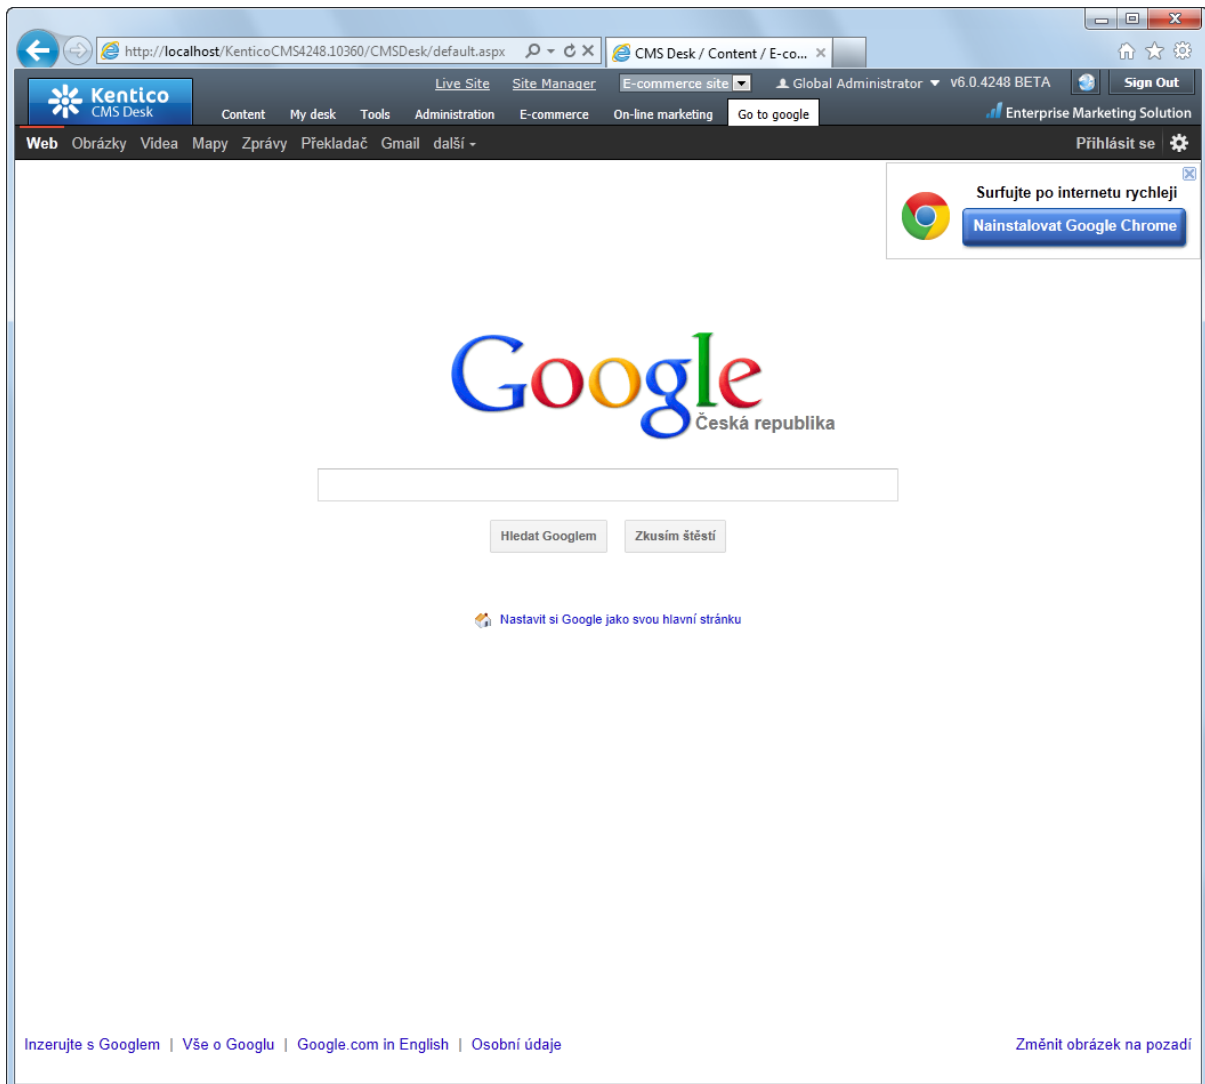 http://localhost/KenticoCMS4248.10360/CMSDesk/default.aspx
CMS Desk / Content / E-co...
Kentico
CMS Desk
Live Site Site Manager E-commerce site Global Administrator v6.0.4248 BETA Sign Out
Content My desk Tools Administration E-commerce On-line marketing Go to google Enterprise Marketing Solution
Web Obrázky Videa Mapy Zprávy Překladač Gmail další Přihlásit se
Surfujte po internetu rychleji
Nainstalovat Google Chrome
Google
Česká republika
Hledat Googlem Zkusím štěstí
Nastavit si Google jako svou hlavní stránku
Inzerujte s Googlem | Vše o Googlu | Google.com in English | Osobní údaje Změnit obrázek na pozadí